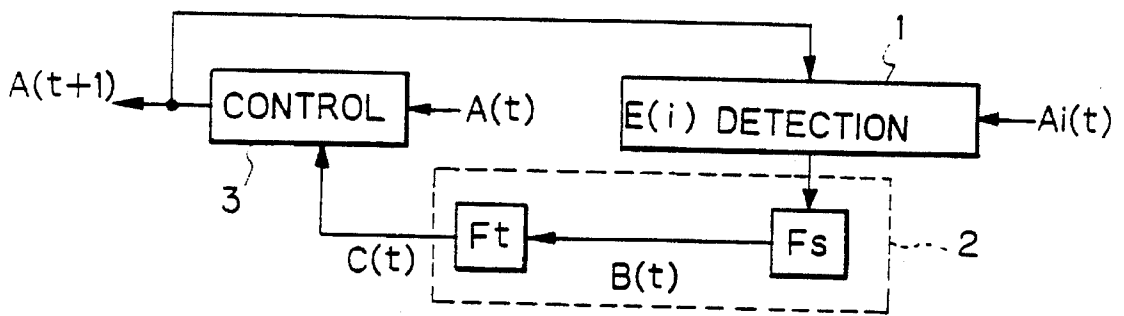 1
A(t+1)
CONTROL
A(t)
E(i) DETECTION
Ai(t)
3
Ft
Fs
2
C(t)
B(t)